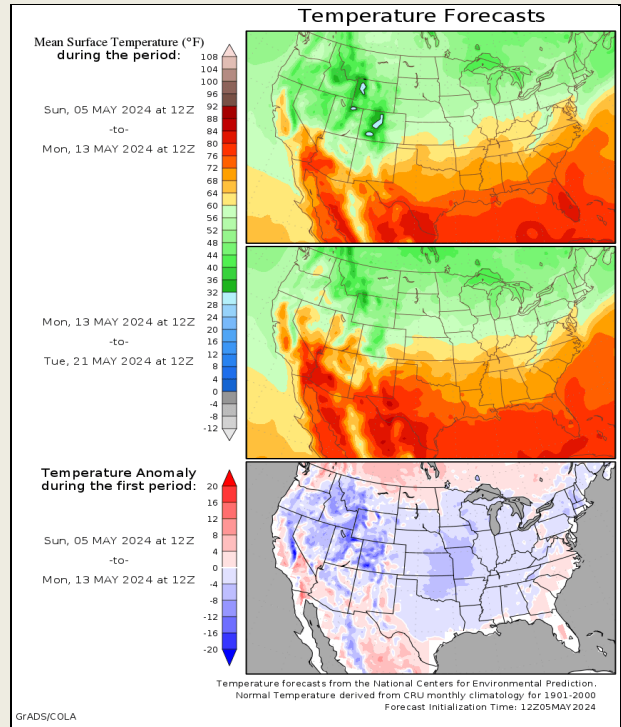 Temperature Forecasts
Mean Surface Temperature (°F)
during the period:
108
104
100
96
92
88
84
80
76
72
68
64
60
56
52
48
44
40
36
32
28
24
20
16
12
8
4
0
-4
-8
-12
Sun, 05 MAY 2024 at 12Z
-to-
Mon, 13 MAY 2024 at 12Z
Mon, 13 MAY 2024 at 12Z
-to-
Tue, 21 MAY 2024 at 12Z
Temperature Anomaly
during the first period:
20
16
12
8
4
0
-4
-8
-12
-16
-20
Sun, 05 MAY 2024 at 12Z
-to-
Mon, 13 MAY 2024 at 12Z
Temperature forecasts from the National Centers for Environmental Prediction.
Normal Temperature derived from CRU monthly climatology for 1901-2000
Forecast Initialization Time: 12Z05MAY2024
GrADS/COLA